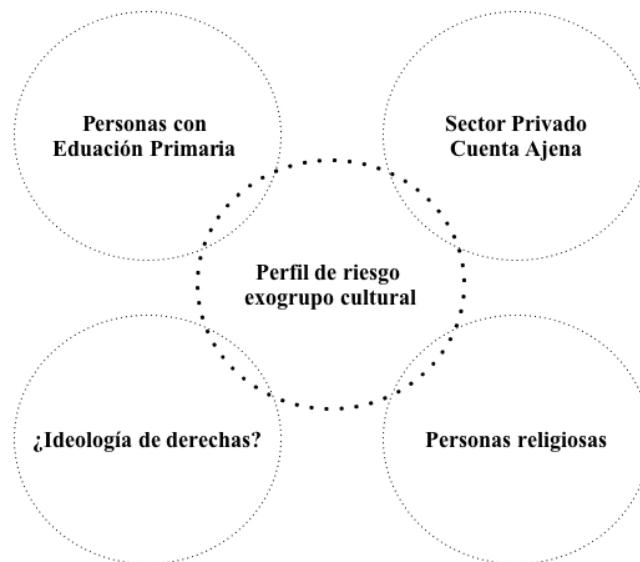 Personas con
Eduación Primaria
Sector Privado
Cuenta Ajena
Perfil de riesgo
exogrupo cultural
¿Ideología de derechas?
Personas religiosas